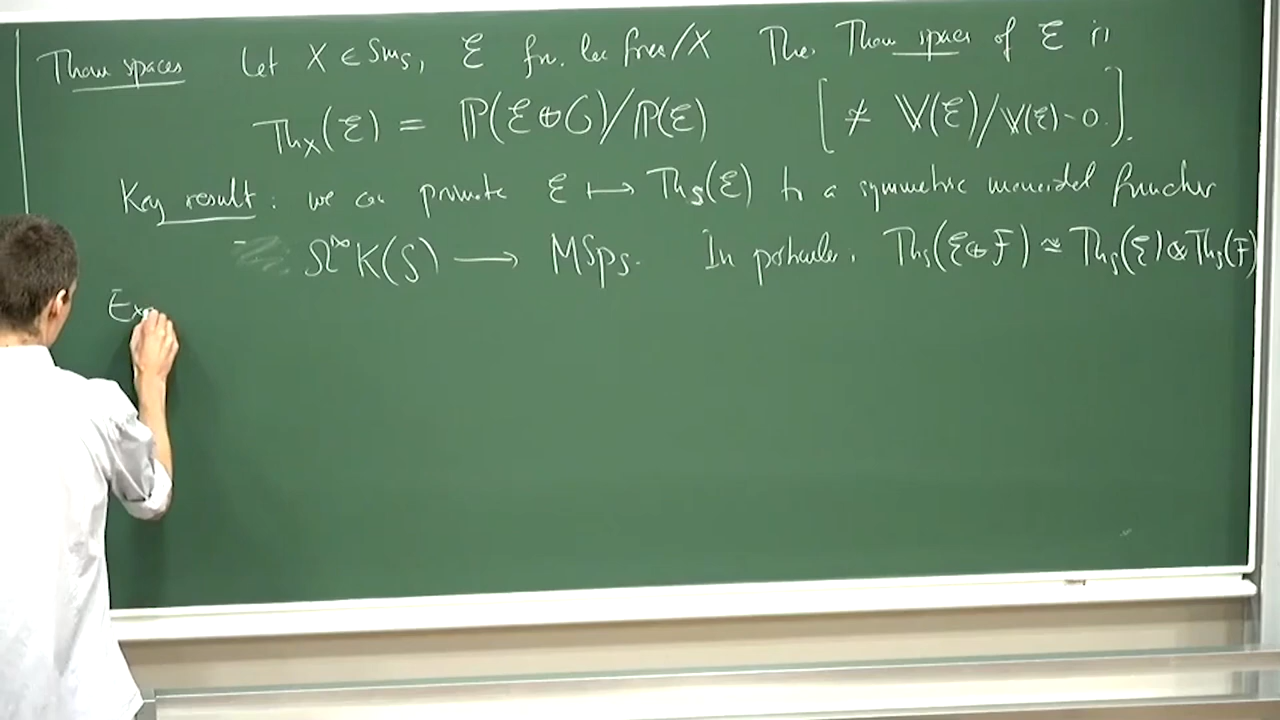 Thom spaces Let X ∈ Sm_S, E fin. loc free/X The Thom space of E is
Th_X(E) = P(E⊕O)/P(E) [≠ V(E)/V(E)-0.].
Key result: we can promote E ↦ Th_S(E) to a symmetric monoidal functor
Ω^∞K(S) ⟶ MSp_S. In particular: Th_S(E⊕F) ≃ Th_S(E)⊗Th_S(F)
Ex